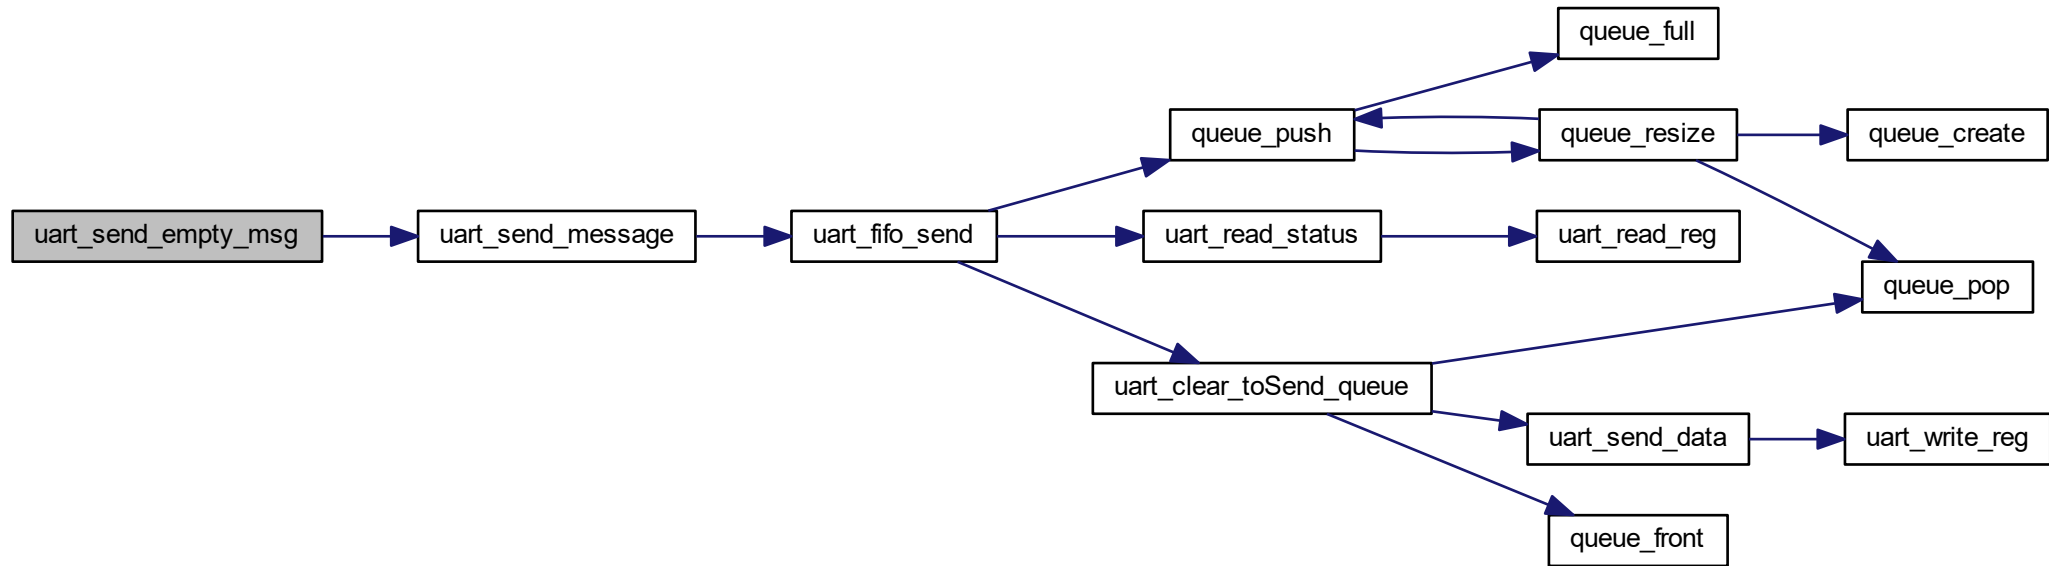 queue_full
queue_push
queue_resize
queue_create
uart_send_empty_msg
uart_send_message
uart_fifo_send
uart_read_status
uart_read_reg
queue_pop
uart_clear_toSend_queue
uart_send_data
uart_write_reg
queue_front